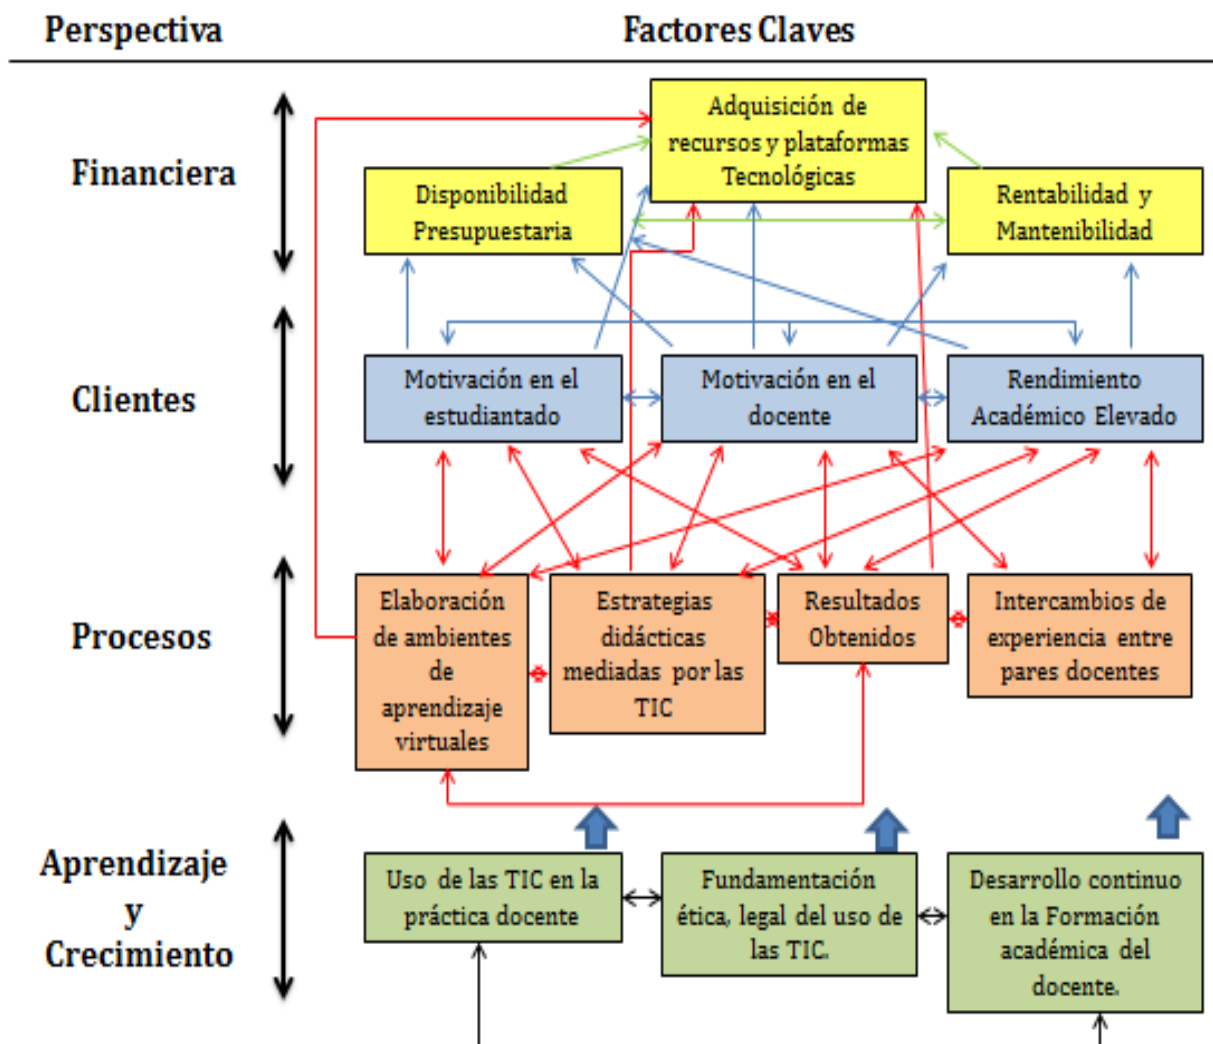 Perspectiva
Factores Claves
Financiera
Adquisición de
recursos y plataformas
Tecnológicas
Disponibilidad
Presupuestaria
Rentabilidad y
Mantenibilidad
Clientes
Motivación en el
estudiantado
Motivación en el
docente
Rendimiento
Académico Elevado
Procesos
Elaboración
de ambientes
de
aprendizaje
virtuales
Estrategias
didácticas
mediadas por las
TIC
Resultados
Obtenidos
Intercambios de
experiencia entre
pares docentes
Aprendizaje
y
Crecimiento
Uso de las TIC en la
práctica docente
Fundamentación
ética, legal del uso de
las TIC.
Desarrollo continuo
en la Formación
académica del
docente.